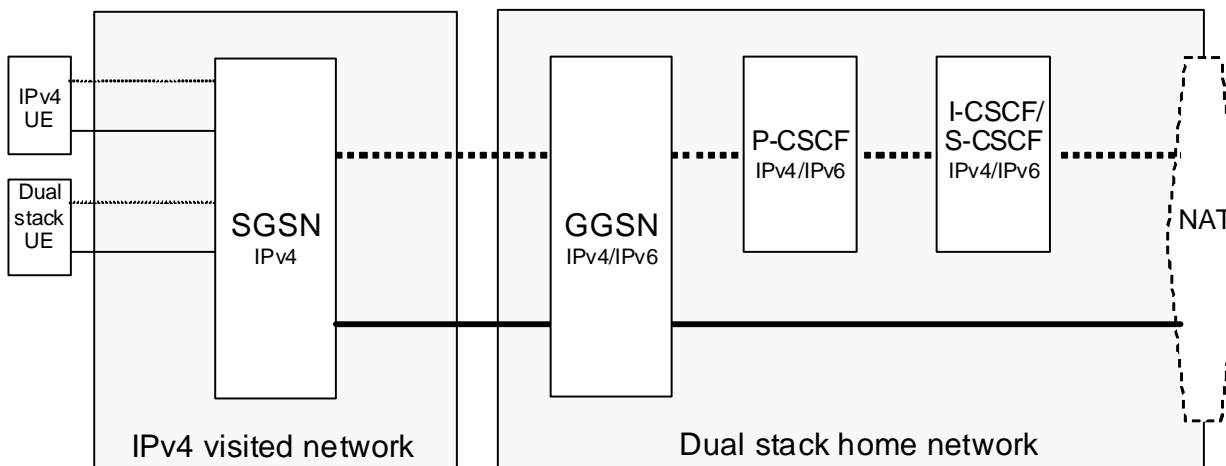 IPv4
UE
Dual
stack
UE
SGSN
IPv4
GGSN
IPv4/IPv6
P-CSCF
IPv4/IPv6
I-CSCF/
S-CSCF
IPv4/IPv6
NAT
IPv4 visited network
Dual stack home network